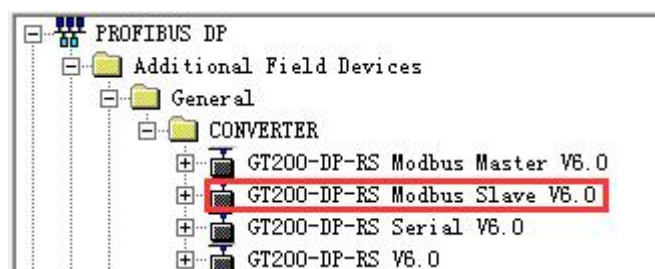 PROFIBUS DP
Additional Field Devices
General
CONVERTER
GT200-DP-RS Modbus Master V6.0
GT200-DP-RS Modbus Slave V6.0
GT200-DP-RS Serial V6.0
GT200-DP-RS V6.0